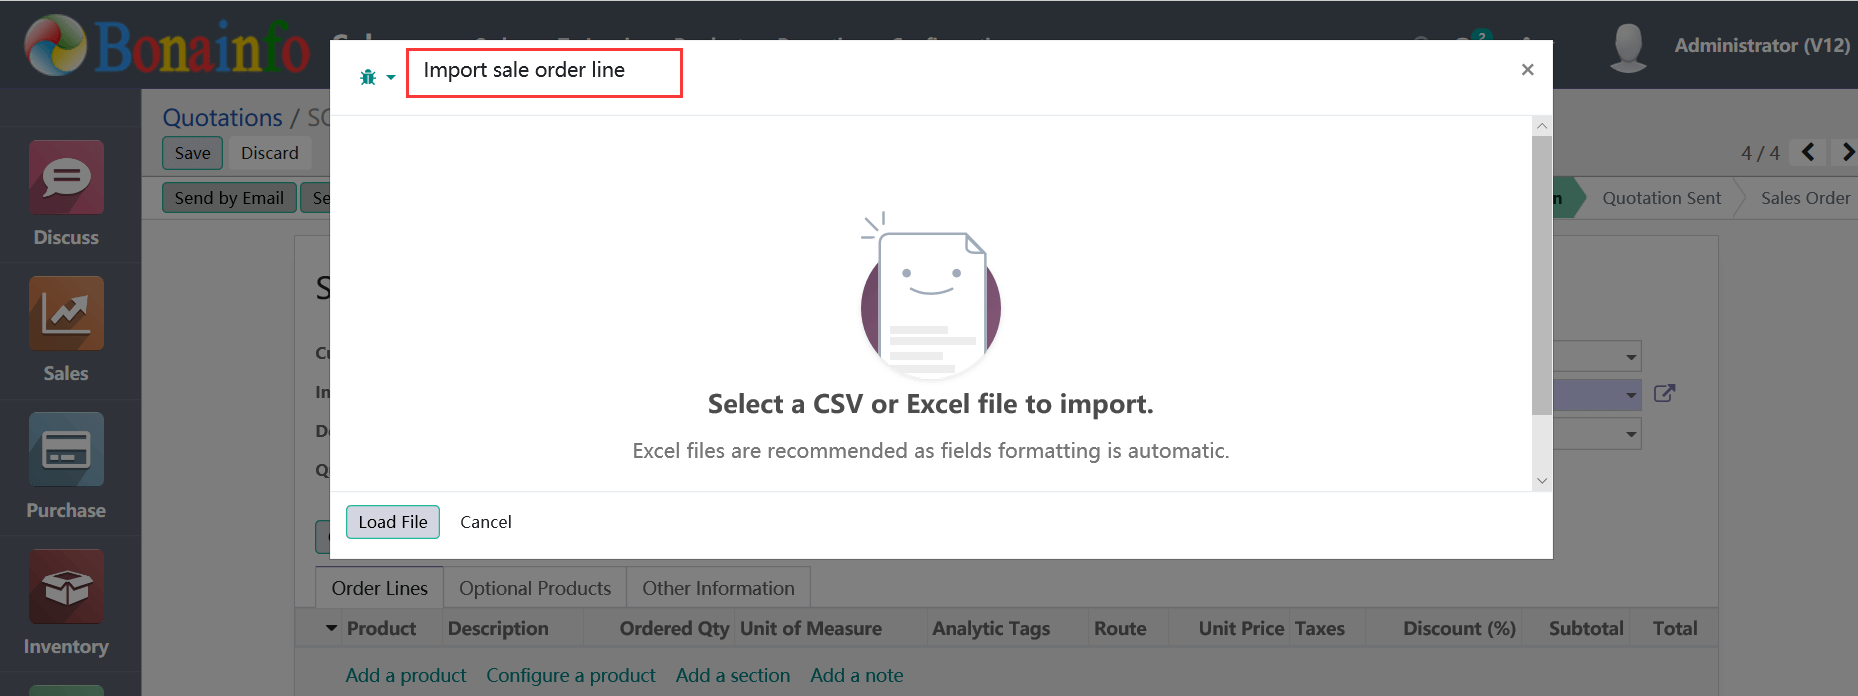 Bonainfo
2
Administrator (V12)
Import sale order line
×
Quotations /
Save
Discard
4 / 4
Send by Email
Quotation Sent
Sales Order
Discuss
Sales
Purchase
Inventory
Select a CSV or Excel file to import.
Excel files are recommended as fields formatting is automatic.
Load File
Cancel
Order Lines
Optional Products
Other Information
Product
Description
Ordered Qty
Unit of Measure
Analytic Tags
Route
Unit Price
Taxes
Discount (%)
Subtotal
Total
Add a product
Configure a product
Add a section
Add a note